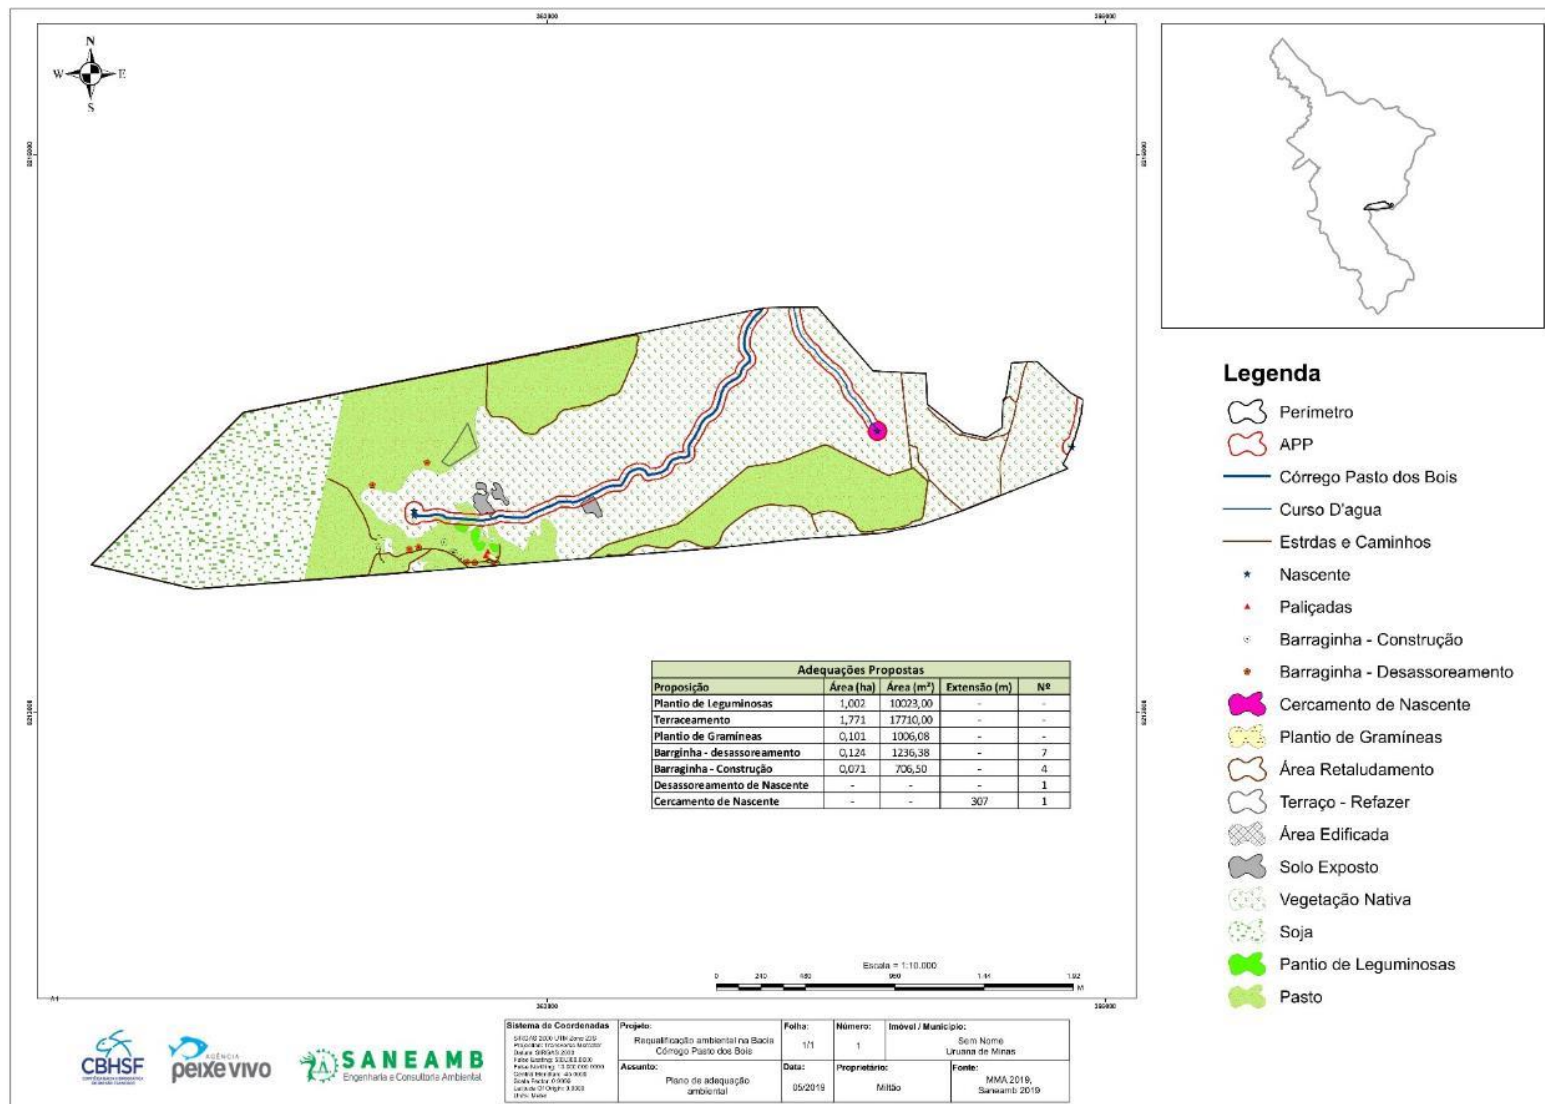 N
W E
S
Legenda
Perímetro
APP
Córrego Pasto dos Bois
Curso D'agua
Estrdas e Caminhos
Nascente
Paliçadas
Barraginha - Construção
Barraginha - Desassoreamento
Cercamento de Nascente
Plantio de Gramíneas
Área Retaludamento
Terraço - Refazer
Área Edificada
Solo Exposto
Vegetação Nativa
Soja
Pantio de Leguminosas
Pasto
Adequações Propostas
Proposição Área (ha) Área (m²) Extensão (m) Nº
Plantio de Leguminosas 1,002 10023,00 - -
Terraceamento 1,771 17710,00 - -
Plantio de Gramíneas 0,101 1006,08 - -
Barrginha - desassoreamento 0,124 1236,38 - 7
Barraginha - Construção 0,071 706,50 - 4
Desassoreamento de Nascente - - - 1
Cercamento de Nascente - - 307 1
Escala = 1:10.000
0 240 480 960 1.44 1.92
M
CBHSF
AGÊNCIA
peixe vivo
SANEAMB
Engenharia e Consultoria Ambiental
Sistema de Coordenadas
Projeto:
Requalificação ambiental na Bacia
Córrego Pasto dos Bois
Assunto:
Plano de adequação
ambiental
Folha:
1/1
Número:
1
Imóvel / Município:
Sem Nome
Uruana de Minas
Data:
05/2019
Proprietário:
Miltão
Fonte:
MMA 2019,
Saneamb 2019